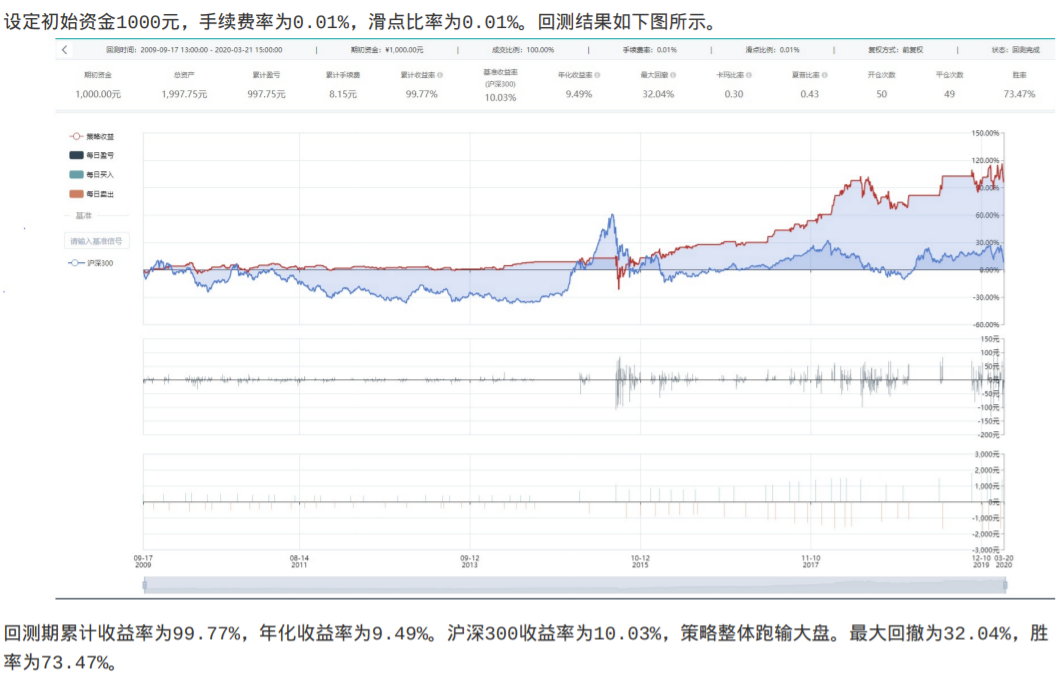 设定初始资金1000元，手续费率为0.01%，滑点比率为0.01%。回测结果如下图所示。
回测时间：2009-09-17 13:00:00 - 2020-03-21 15:00:00 | 期初资金：¥1,000.00元 | 成交比例：100.00% | 手续费率：0.01% | 滑点比例：0.01% | 复权方式：前复权 | 状态：回测完成
期初资金 总资产 累计盈亏 累计手续费 累计收益率 基准收益率 年化收益率 最大回撤 卡玛比率 夏普比率 开仓次数 平仓次数 胜率
(沪深300)
1,000.00元 1,997.75元 997.75元 8.15元 99.77% 10.03% 9.49% 32.04% 0.30 0.43 50 49 73.47%
策略收益
每日盈亏
每日买入
每日卖出
基准
请输入基准信号
沪深300
150.00%
120.00%
90.00%
60.00%
30.00%
0.00%
-30.00%
-60.00%
150元
100元
50元
0元
-50元
-100元
-150元
-200元
3,000元
2,000元
1,000元
0元
-1,000元
-2,000元
-3,000元
09-17 08-14 09-12 10-12 11-10 12-10 03-20
2009 2011 2013 2015 2017 2019 2020
回测期累计收益率为99.77%，年化收益率为9.49%。沪深300收益率为10.03%，策略整体跑输大盘。最大回撤为32.04%，胜
率为73.47%。